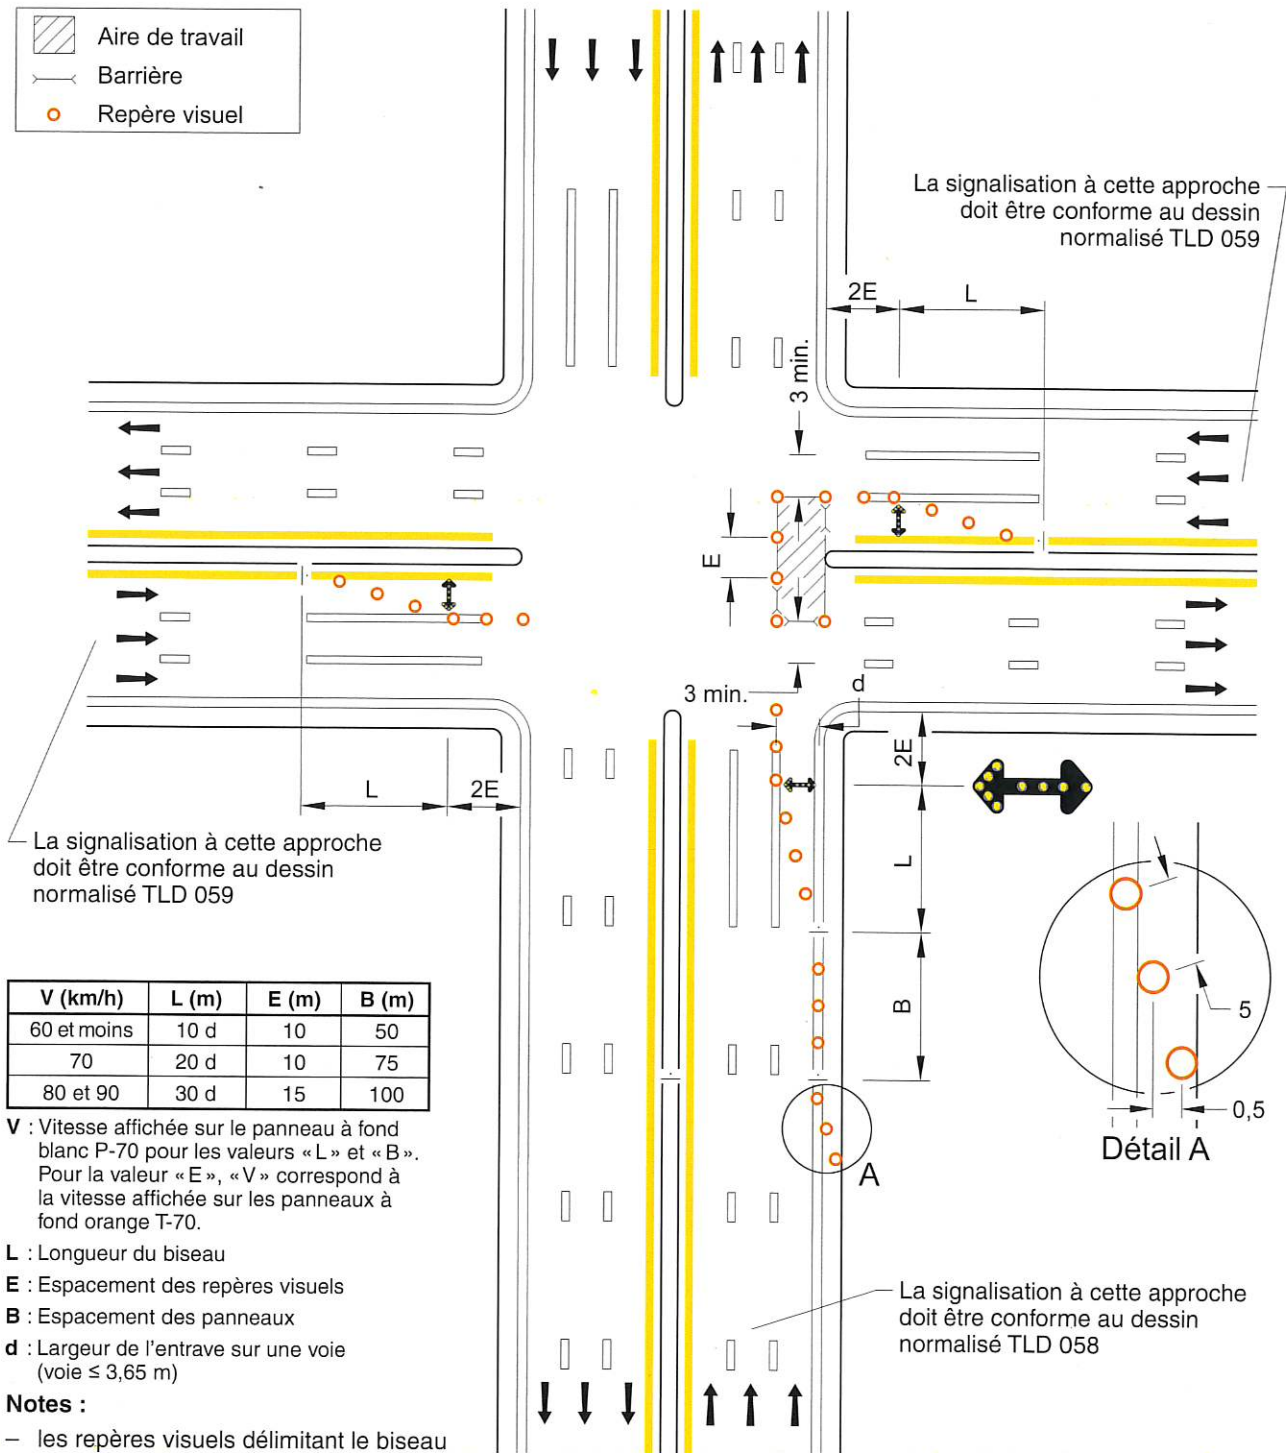 Aire de travail
Barrière
Repère visuel
La signalisation à cette approche
doit être conforme au dessin
normalisé TLD 059
2E
L
3 min.
E
3 min.
d
2E
L
2E
L
B
La signalisation à cette approche
doit être conforme au dessin
normalisé TLD 059
5
0,5
Détail A
A
V (km/h) L (m) E (m) B (m)
60 et moins 10 d 10 50
70 20 d 10 75
80 et 90 30 d 15 100
V : Vitesse affichée sur le panneau à fond
blanc P-70 pour les valeurs « L » et « B ».
Pour la valeur « E », « V » correspond à
la vitesse affichée sur les panneaux à
fond orange T-70.
L : Longueur du biseau
E : Espacement des repères visuels
B : Espacement des panneaux
d : Largeur de l'entrave sur une voie
(voie ≤ 3,65 m)
La signalisation à cette approche
doit être conforme au dessin
normalisé TLD 058
Notes :
– les repères visuels délimitant le biseau